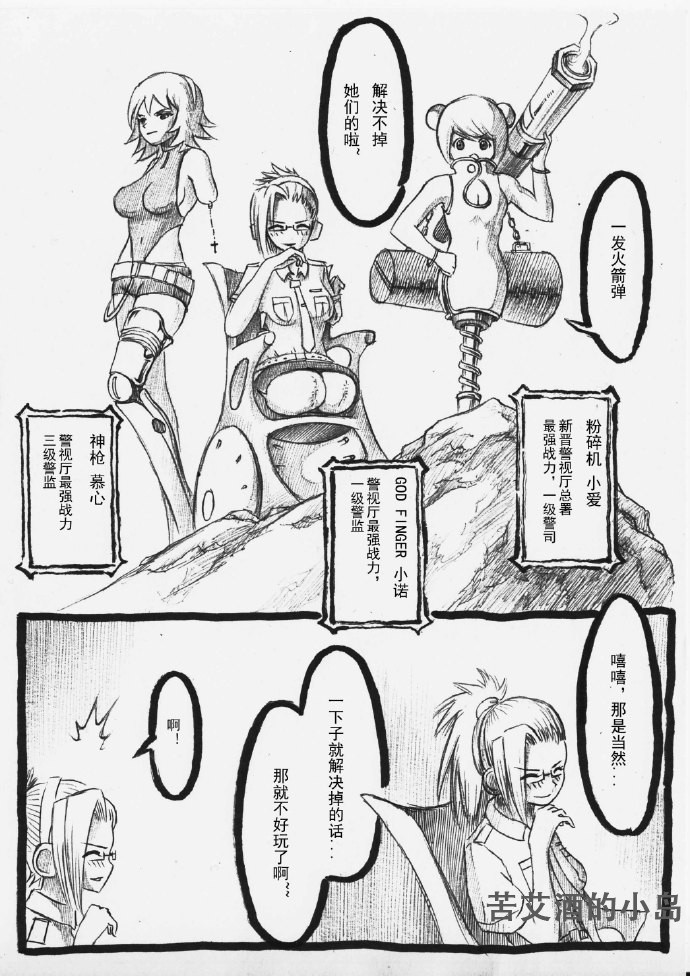 一发火箭弹
解决不掉
她们的啦~
粉碎机 小爱
新晋警视厅总署
最强战力，一级警司
GOD FINGER 小诺
警视厅最强战力，
一级警监
神枪 慕心
警视厅最强战力
三级警监
嘻嘻，那是当然...
一下子就解决掉的话...
那就不好玩了啊~
啊!
苦艾酒的小岛